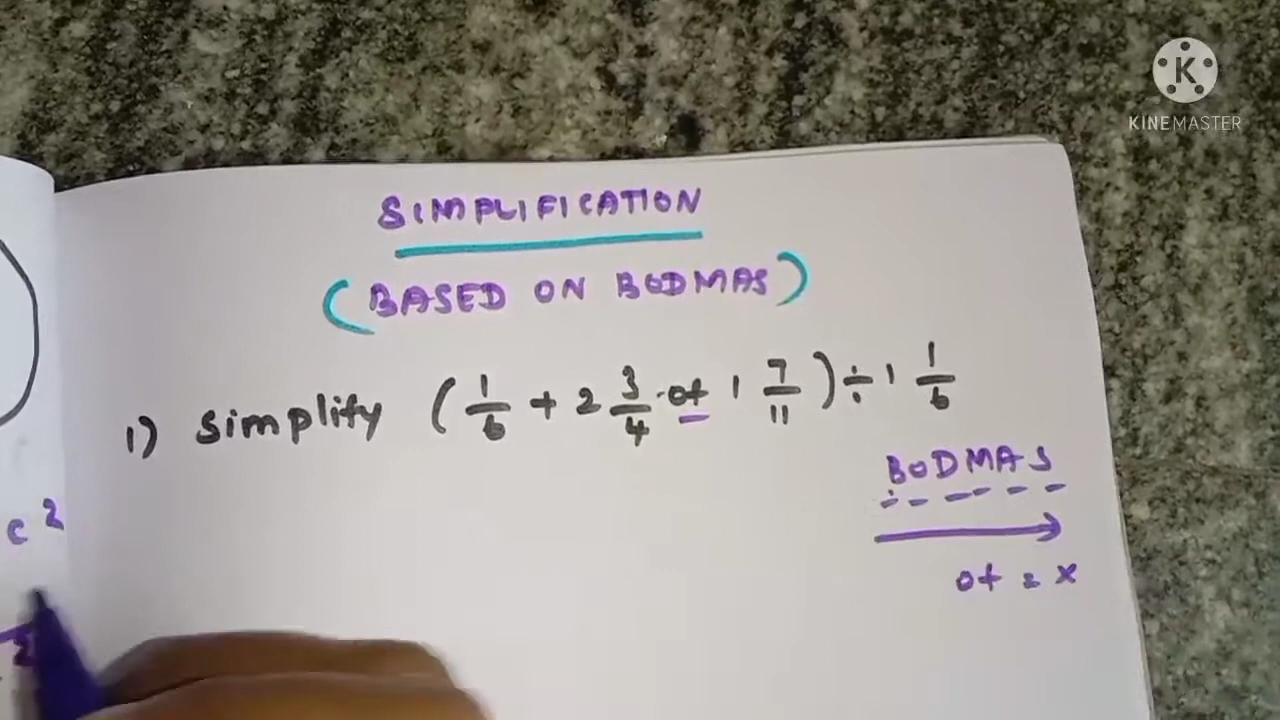 KINEMASTER
SIMPLIFICATION
(BASED ON BODMAS)
1) Simplify (1/6 + 2 3/4 of 1 7/11) ÷ 1 1/6
BODMAS
of = x
c²